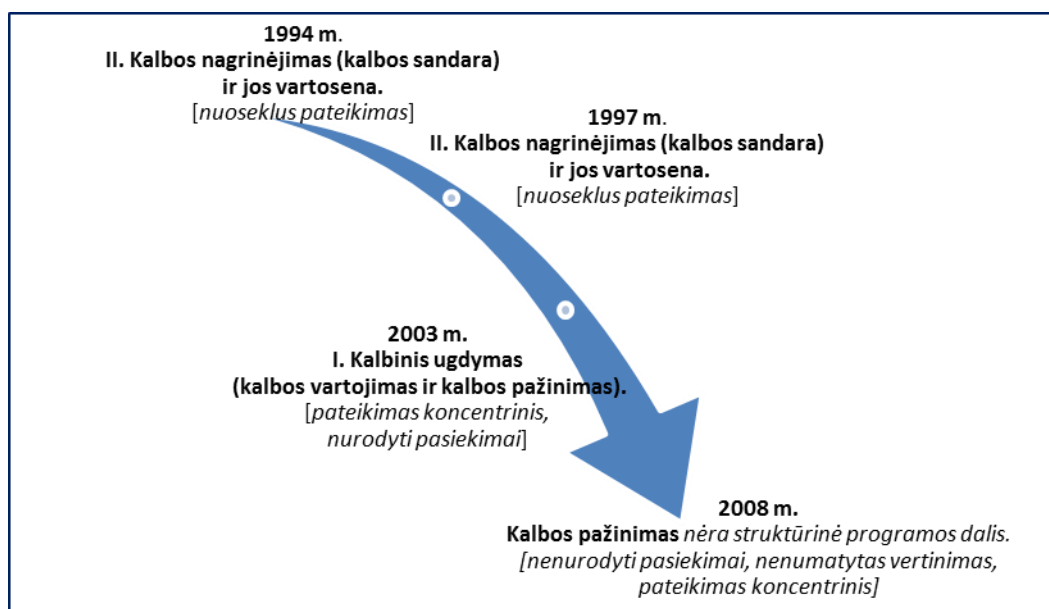 1994 m.
II. Kalbos nagrinėjimas (kalbos sandara)
ir jos vartosena.
[nuoseklus pateikimas]
1997 m.
II. Kalbos nagrinėjimas (kalbos sandara)
ir jos vartosena.
[nuoseklus pateikimas]
2003 m.
I. Kalbinis ugdymas
(kalbos vartojimas ir kalbos pažinimas).
[pateikimas koncentrinis,
nurodyti pasiekimai]
2008 m.
Kalbos pažinimas nėra struktūrinė programos dalis.
[nenurodyti pasiekimai, nenumatytas vertinimas,
pateikimas koncentrinis]